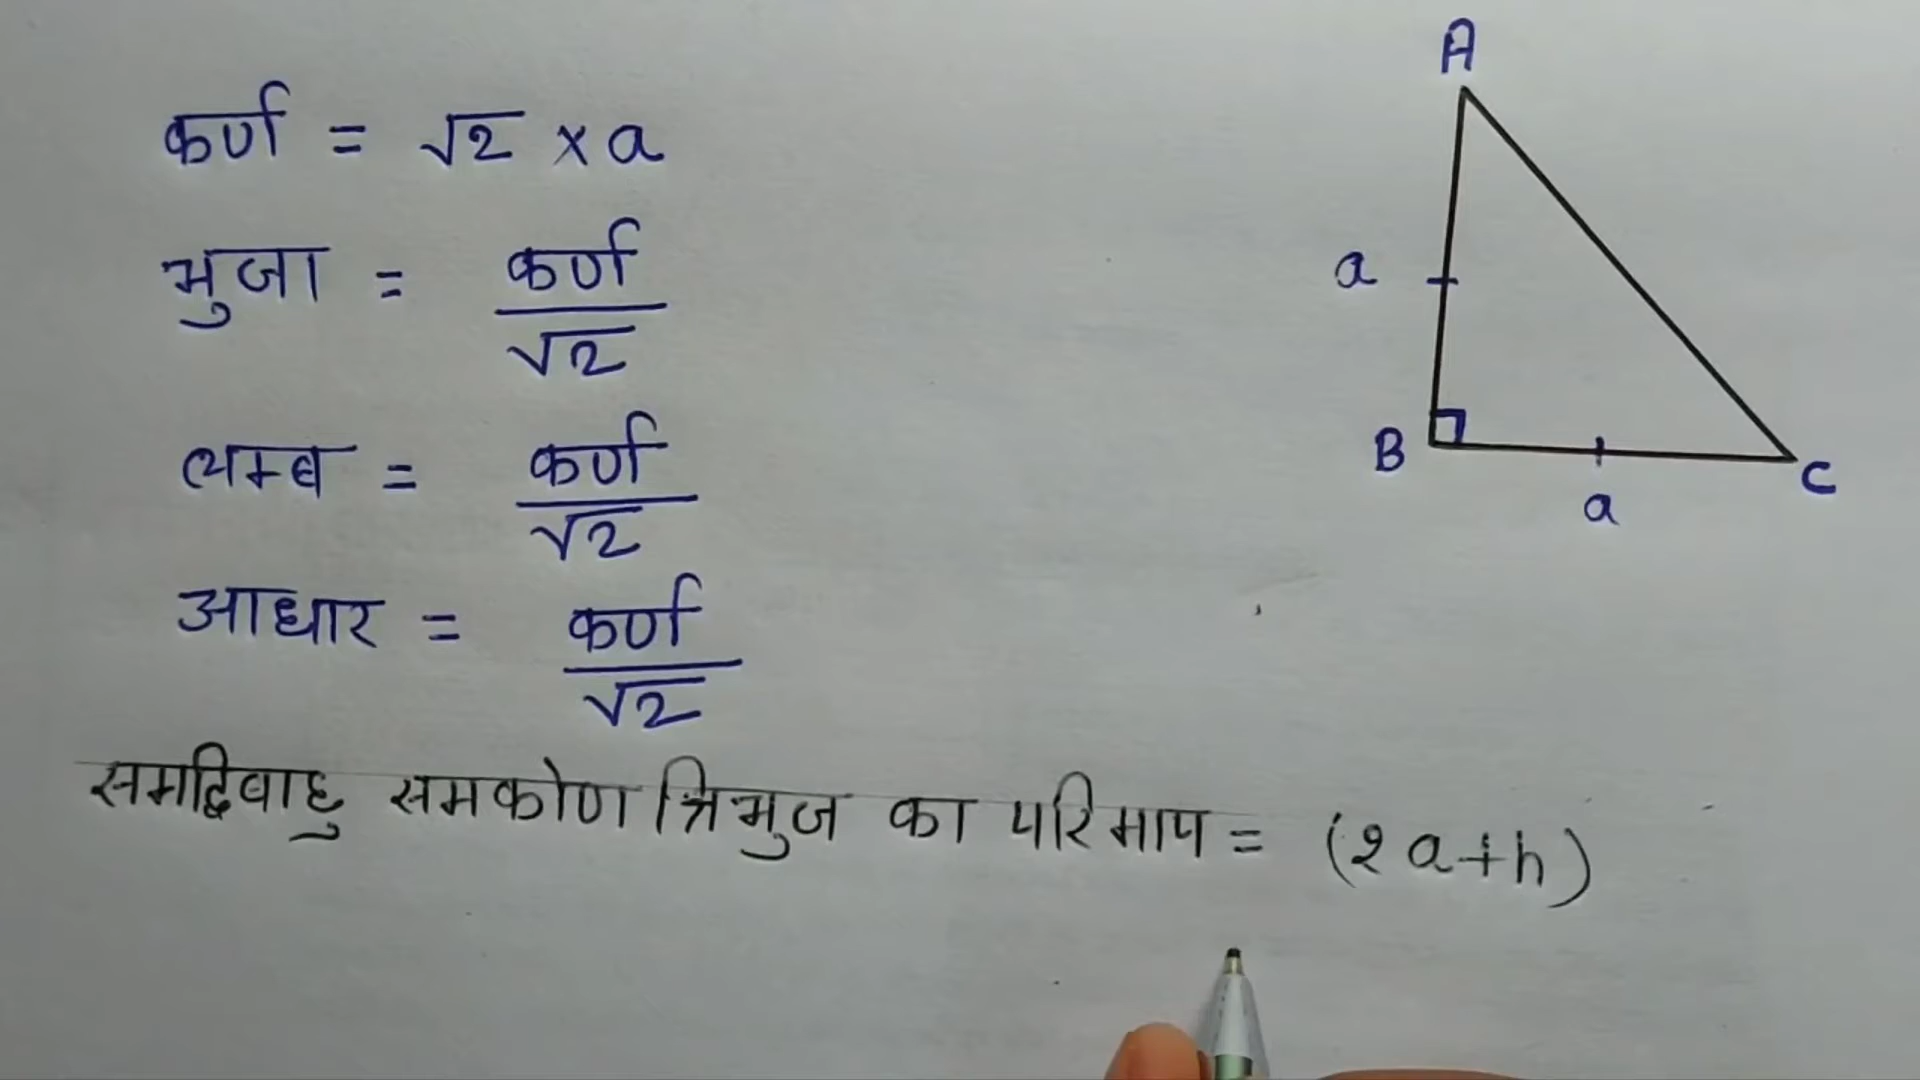 कर्ण = √2 × a
भुजा = कर्ण / √2
लम्ब = कर्ण / √2
आधार = कर्ण / √2
समद्विबाहु समकोण त्रिभुज का परिमाप = (2a+h)
A
a
B
a
C